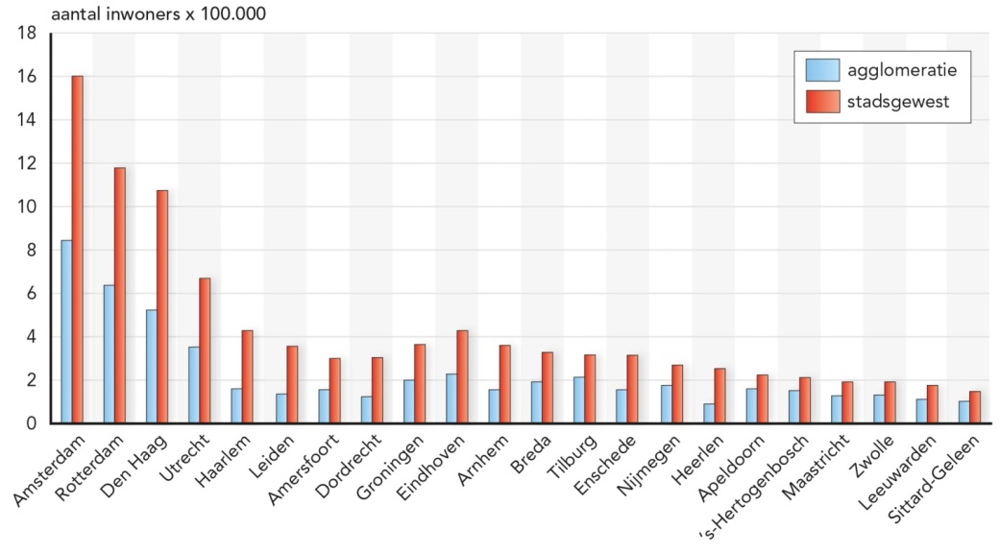 aantal inwoners x 100.000
18
16
14
12
10
8
6
4
2
0
agglomeratie
stadsgewest
Amsterdam
Rotterdam
Den Haag
Utrecht
Haarlem
Leiden
Amersfoort
Dordrecht
Groningen
Eindhoven
Arnhem
Breda
Tilburg
Enschede
Nijmegen
Heerlen
Apeldoorn
's-Hertogenbosch
Maastricht
Zwolle
Leeuwarden
Sittard-Geleen